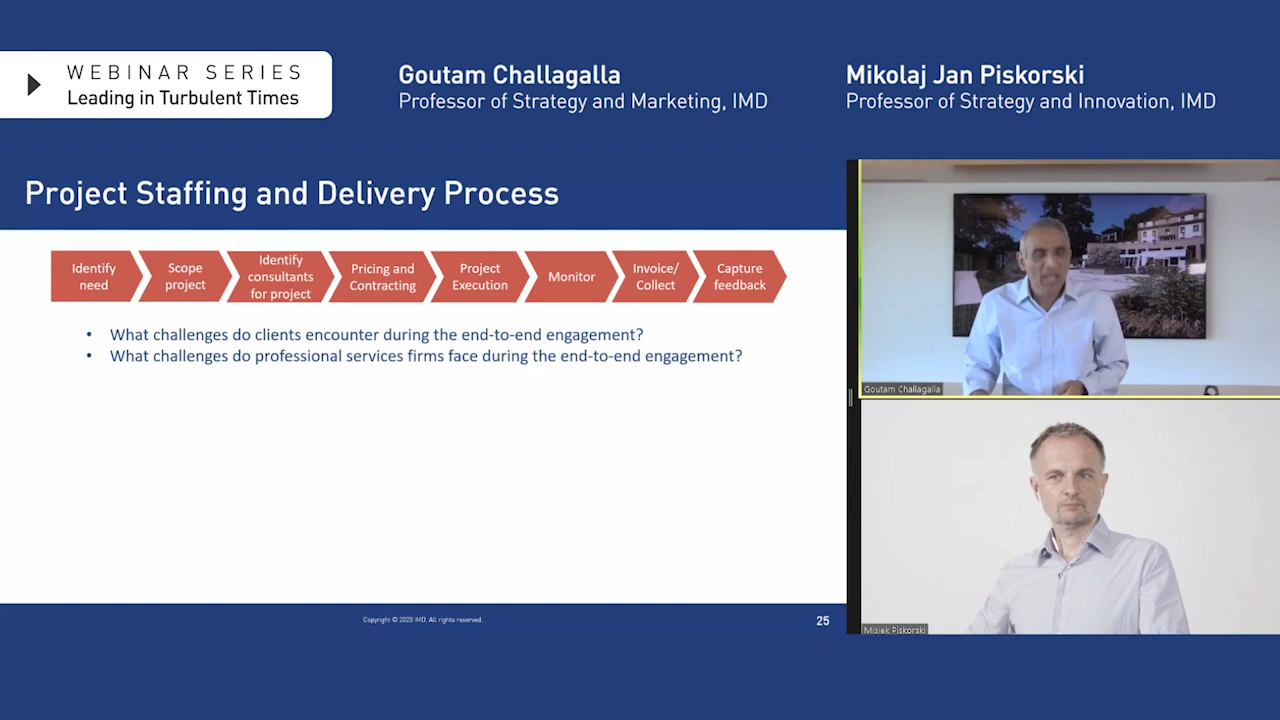 WEBINAR SERIES
Leading in Turbulent Times
Goutam Challagalla
Professor of Strategy and Marketing, IMD
Mikolaj Jan Piskorski
Professor of Strategy and Innovation, IMD
Project Staffing and Delivery Process
Identify
need
Scope
project
Identify
consultants
for project
Pricing and
Contracting
Project
Execution
Monitor
Invoice/
Collect
Capture
feedback
• What challenges do clients encounter during the end-to-end engagement?
• What challenges do professional services firms face during the end-to-end engagement?
Copyright © 2020 IMD. All rights reserved.
25
Goutam Challagalla
Misiek Piskorski